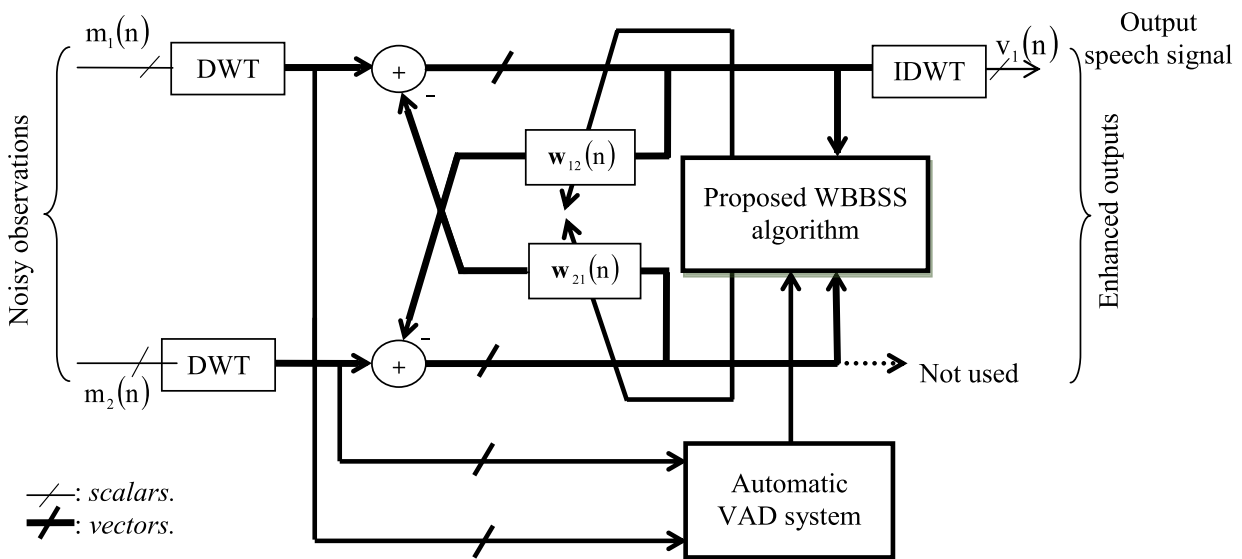 m₁(n)
DWT
+
-
IDWT
v₁(n)
Output
speech signal
Noisy observations
w₁₂(n)
Proposed WBBSS
algorithm
w₂₁(n)
Enhanced outputs
DWT
m₂(n)
+
-
Not used
Automatic
VAD system
: scalars.
: vectors.